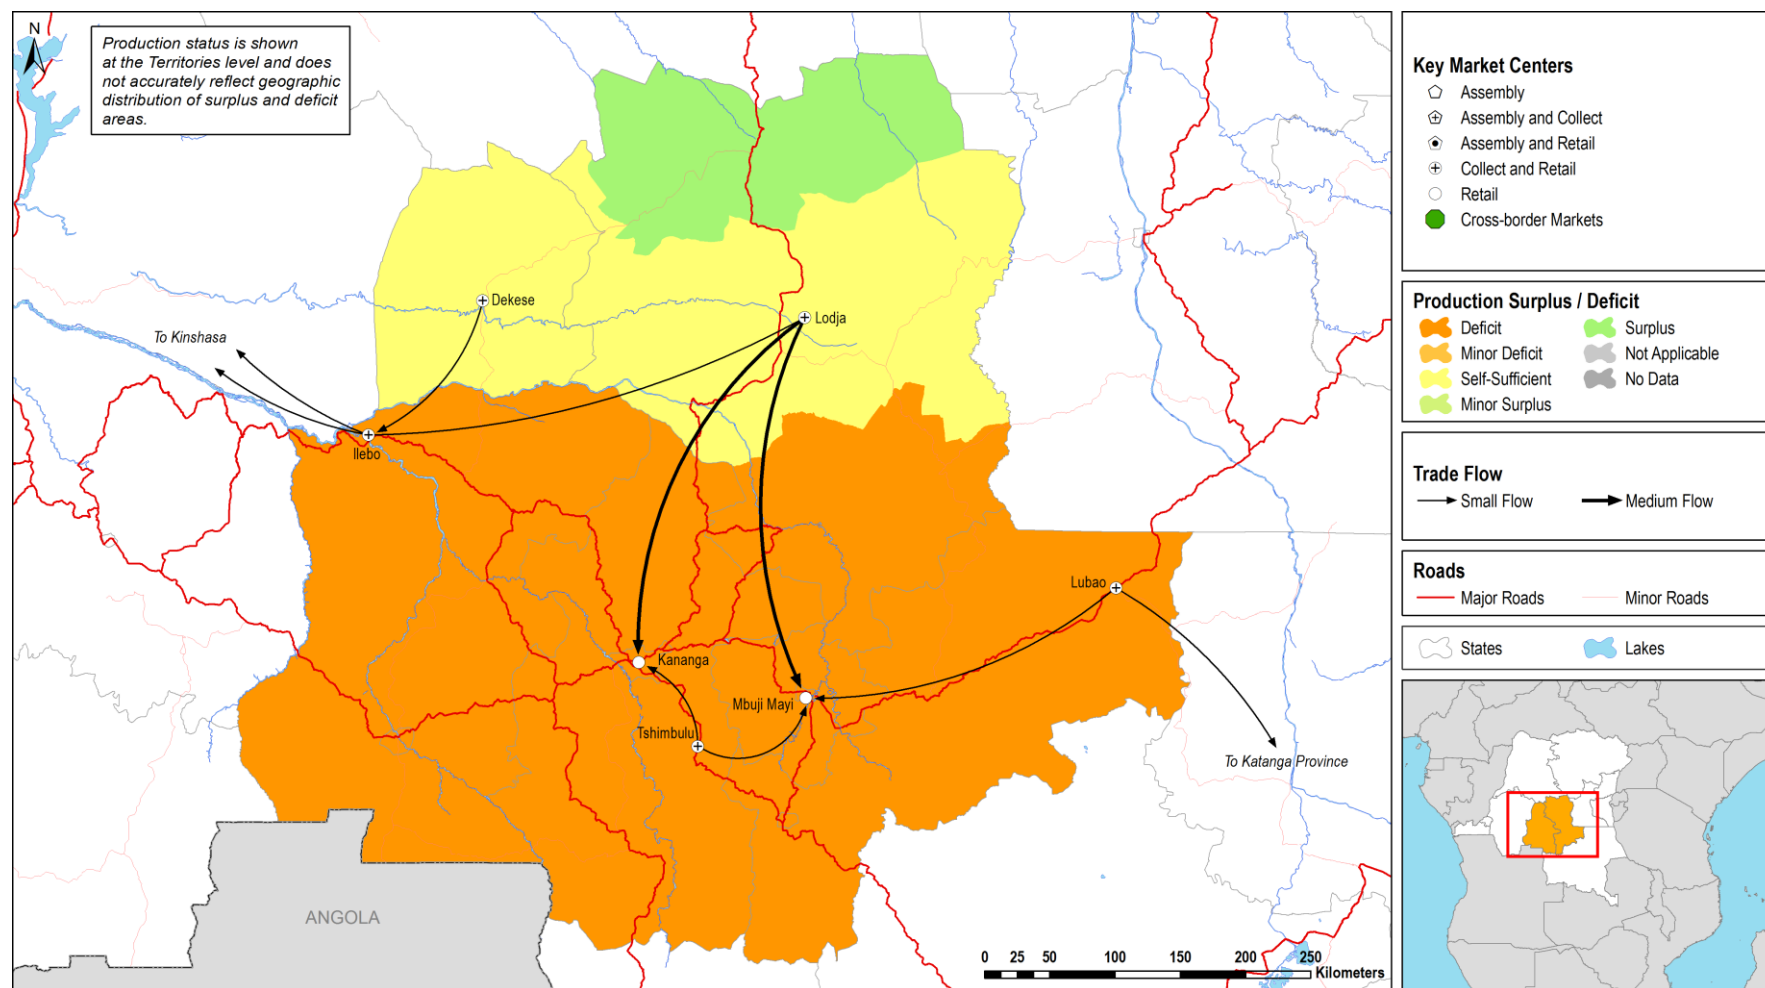 N
Production status is shown
at the Territories level and does
not accurately reflect geographic
distribution of surplus and deficit
areas.
To Kinshasa
Dekese
Lodja
Ilebo
Lubao
Kananga
Mbuji Mayi
Tshimbulu
To Katanga Province
ANGOLA
0 25 50 100 150 200 250
Kilometers
Key Market Centers
Assembly
Assembly and Collect
Assembly and Retail
Collect and Retail
Retail
Cross-border Markets
Production Surplus / Deficit
Deficit
Surplus
Minor Deficit
Not Applicable
Self-Sufficient
No Data
Minor Surplus
Trade Flow
Small Flow
Medium Flow
Roads
Major Roads
Minor Roads
States
Lakes